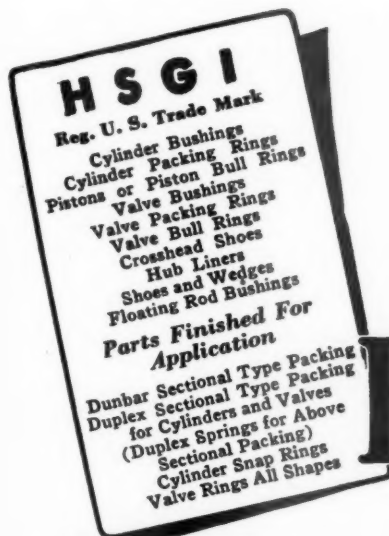 HSGI
Reg. U. S. Trade Mark
Cylinder Bushings
Cylinder Packing Rings
Pistons or Piston Bull Rings
Valve Bushings
Valve Packing Rings
Valve Bull Rings
Crosshead Shoes
Hub Liners
Shoes and Wedges
Floating Rod Bushings
Parts Finished For
Application
Dunbar Sectional Type Packing
Duplex Sectional Type Packing
for Cylinders and Valves
(Duplex Springs for Above
Sectional Packing)
Cylinder Snap Rings
Valve Rings All Shapes